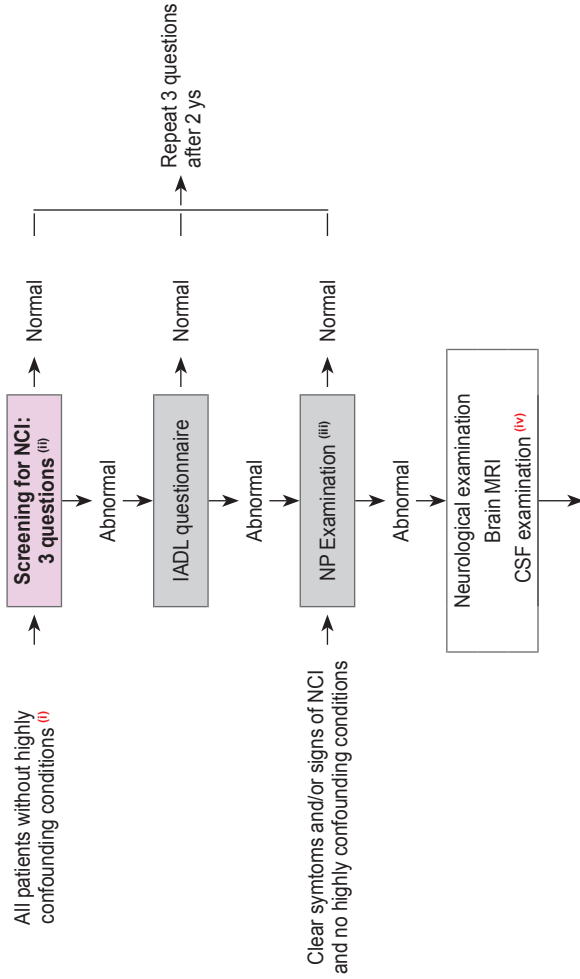 All patients without highly
confounding conditions (i)
Screening for NCI:
3 questions (ii)
Normal
Abnormal
IADL questionnaire
Normal
Repeat 3 questions
after 2 ys
Abnormal
Clear symtoms and/or signs of NCI
and no highly confounding conditions
NP Examination (iii)
Normal
Abnormal
Neurological examination
Brain MRI
CSF examination (iv)